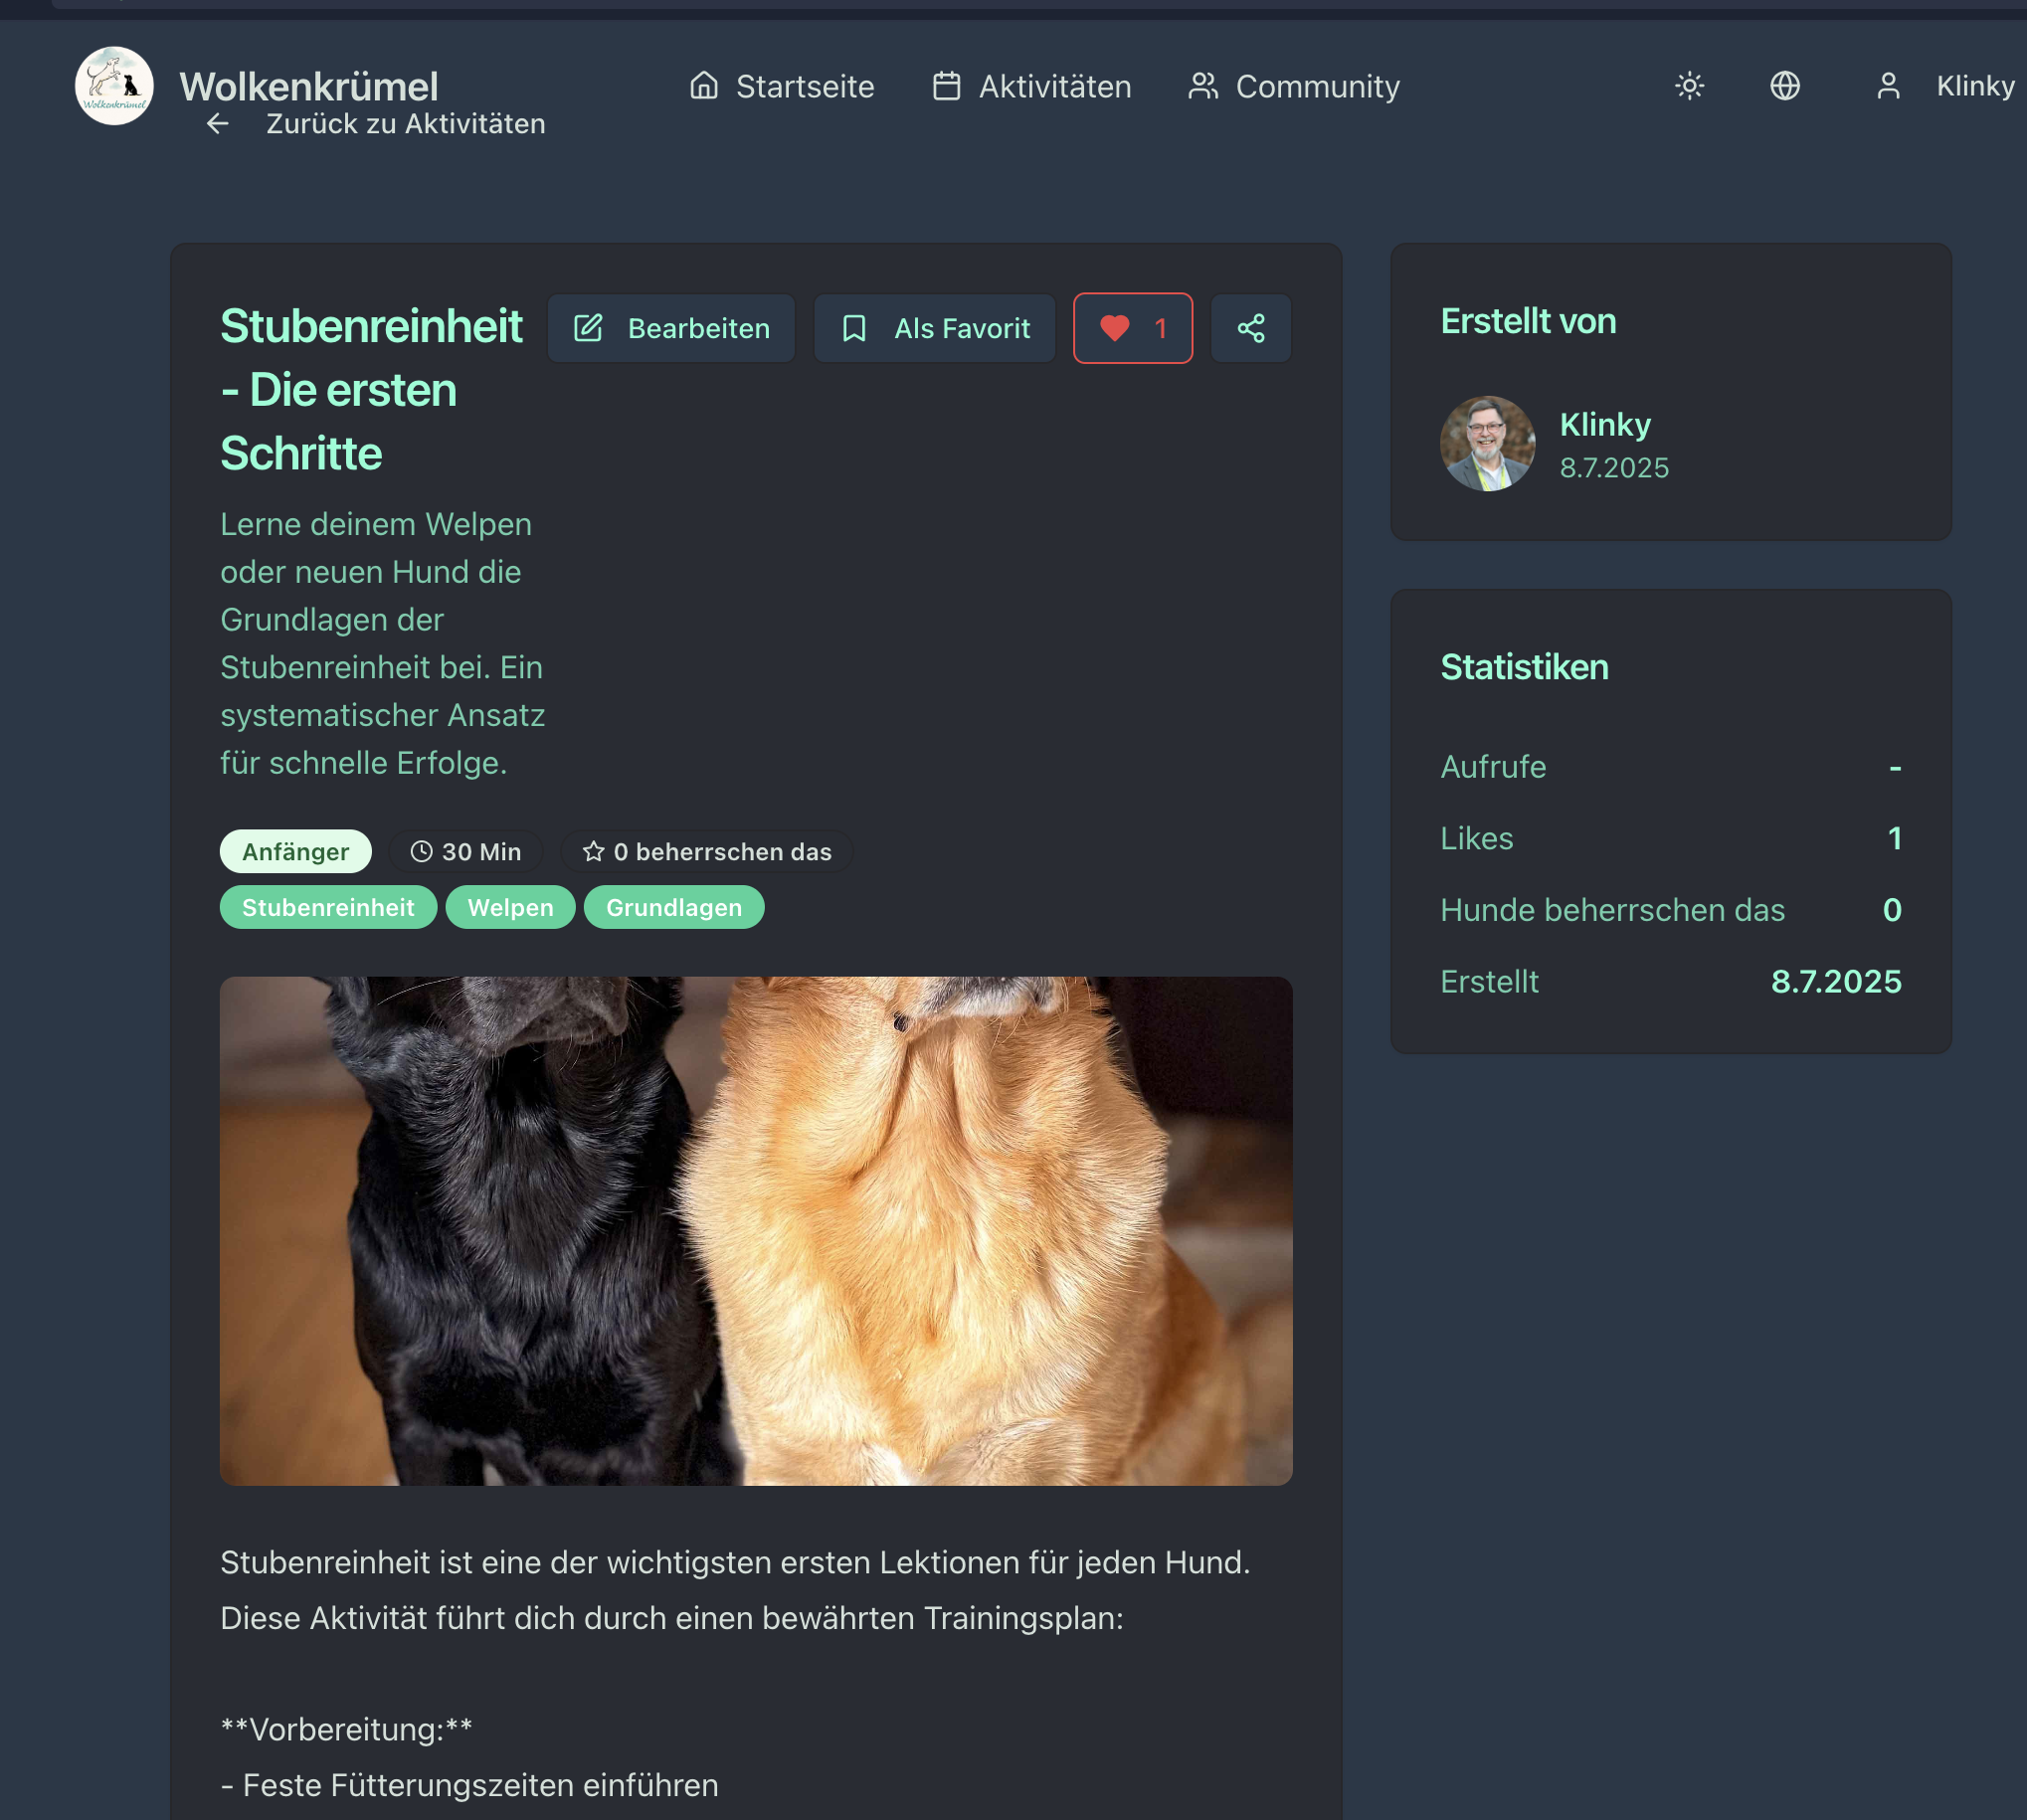 Wolkenkrümel
Wolkenkrümel
Startseite
Aktivitäten
Community
Klinky
Zurück zu Aktivitäten
Stubenreinheit
- Die ersten
Schritte
Bearbeiten
Als Favorit
1
Lerne deinem Welpen
oder neuen Hund die
Grundlagen der
Stubenreinheit bei. Ein
systematischer Ansatz
für schnelle Erfolge.
Anfänger
30 Min
0 beherrschen das
Stubenreinheit
Welpen
Grundlagen
Stubenreinheit ist eine der wichtigsten ersten Lektionen für jeden Hund.
Diese Aktivität führt dich durch einen bewährten Trainingsplan:
**Vorbereitung:**
- Feste Fütterungszeiten einführen
Erstellt von
Klinky
8.7.2025
Statistiken
Aufrufe -
Likes 1
Hunde beherrschen das 0
Erstellt 8.7.2025